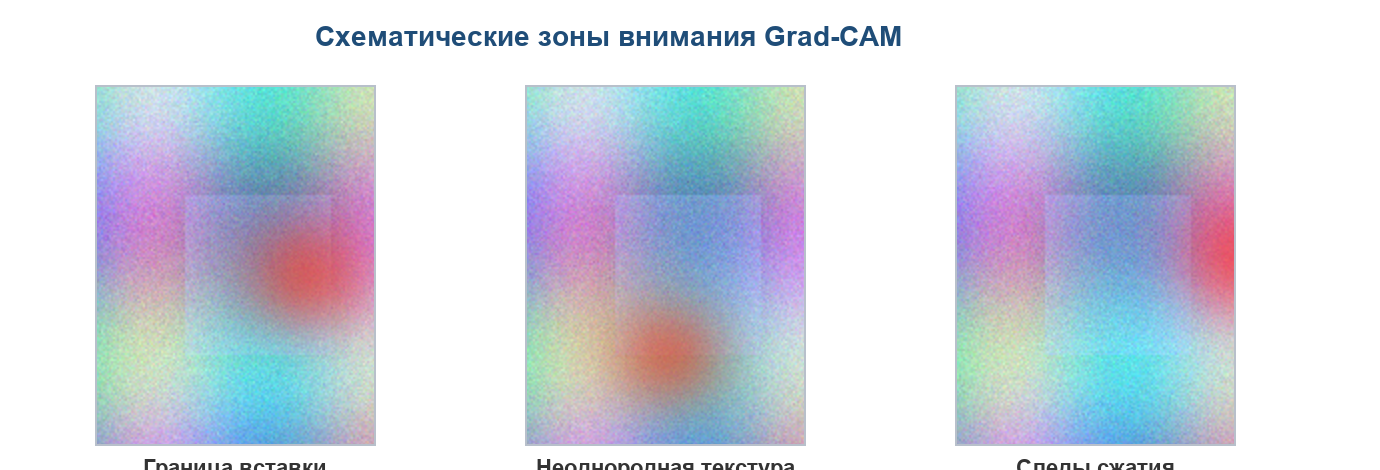 Схематические зоны внимания Grad-CAM
Граница вставки
Неоднородная текстура
Следы сжатия